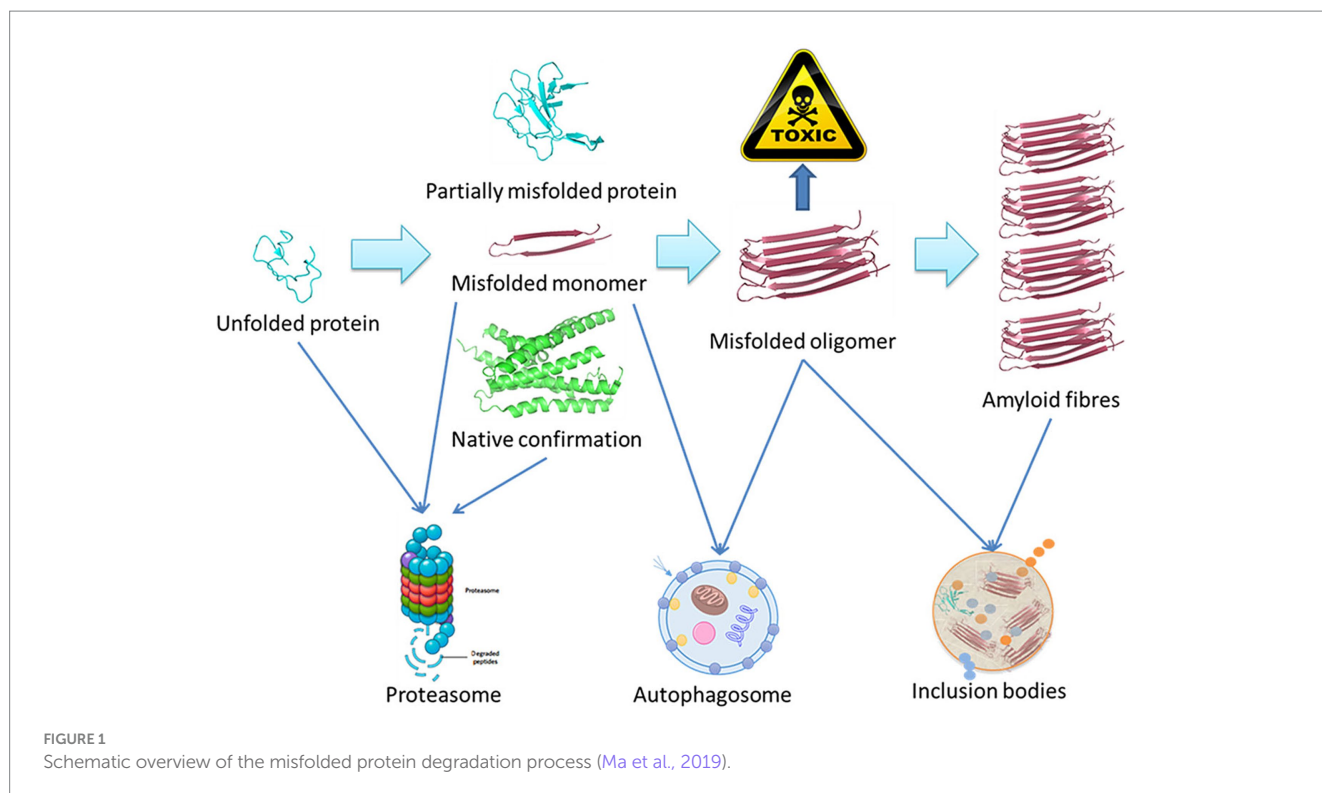 TOXIC
Partially misfolded protein
Misfolded monomer
Unfolded protein
Misfolded oligomer
Amyloid fibres
Native confirmation
Proteasome
Degraded
peptides
Proteasome
Autophagosome
Inclusion bodies
FIGURE 1
Schematic overview of the misfolded protein degradation process (Ma et al., 2019).